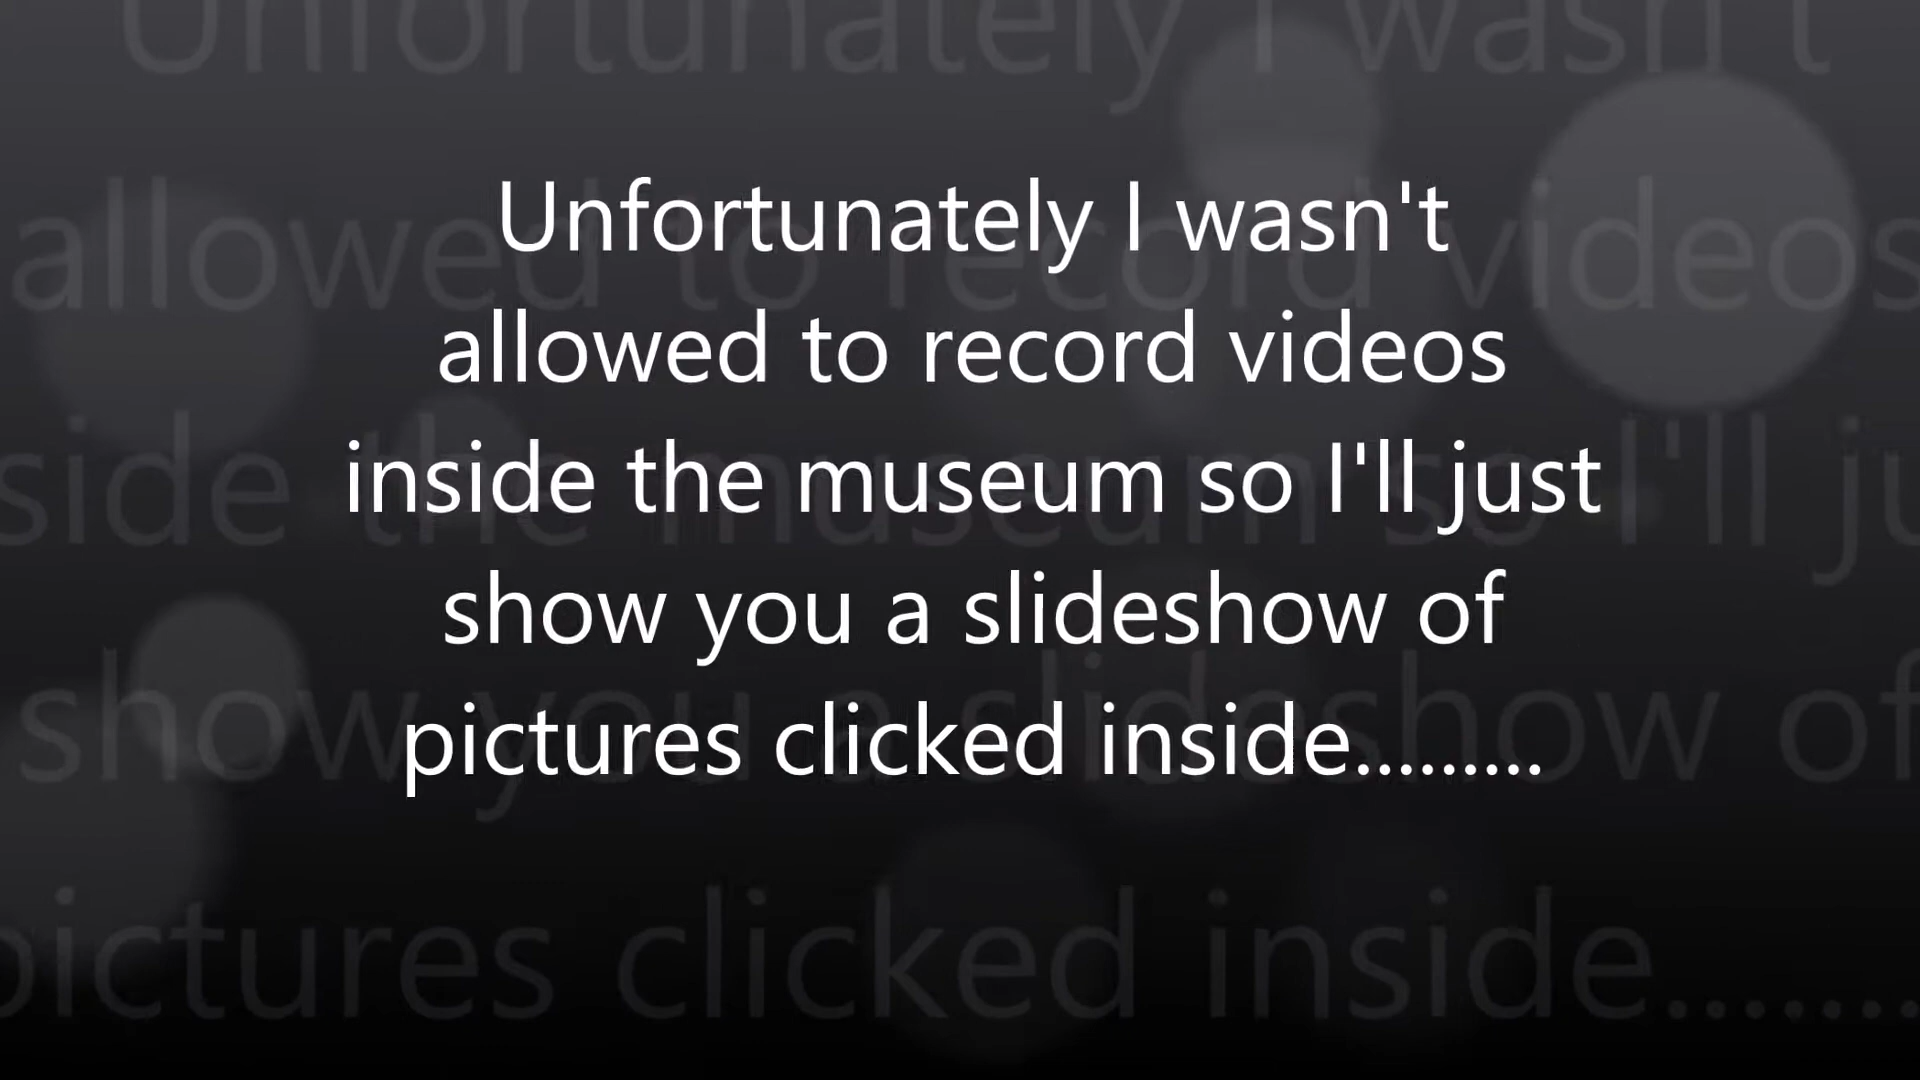 Unfortunately I wasn't
allowed to record videos
inside the museum so I'll just
show you a slideshow of
pictures clicked inside.........